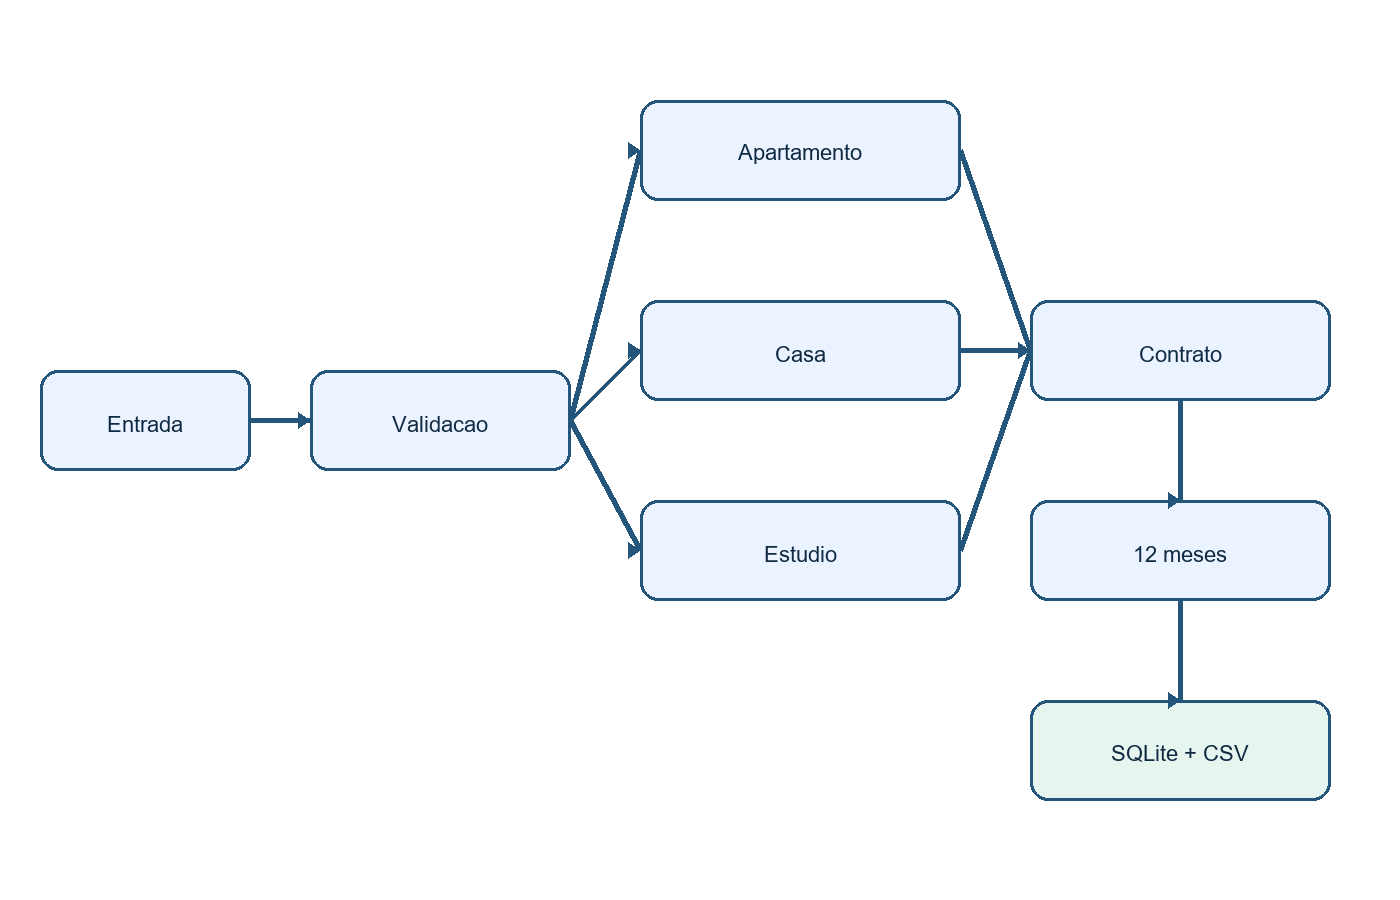 Entrada
Validacao
Apartamento
Casa
Estudio
Contrato
12 meses
SQLite + CSV